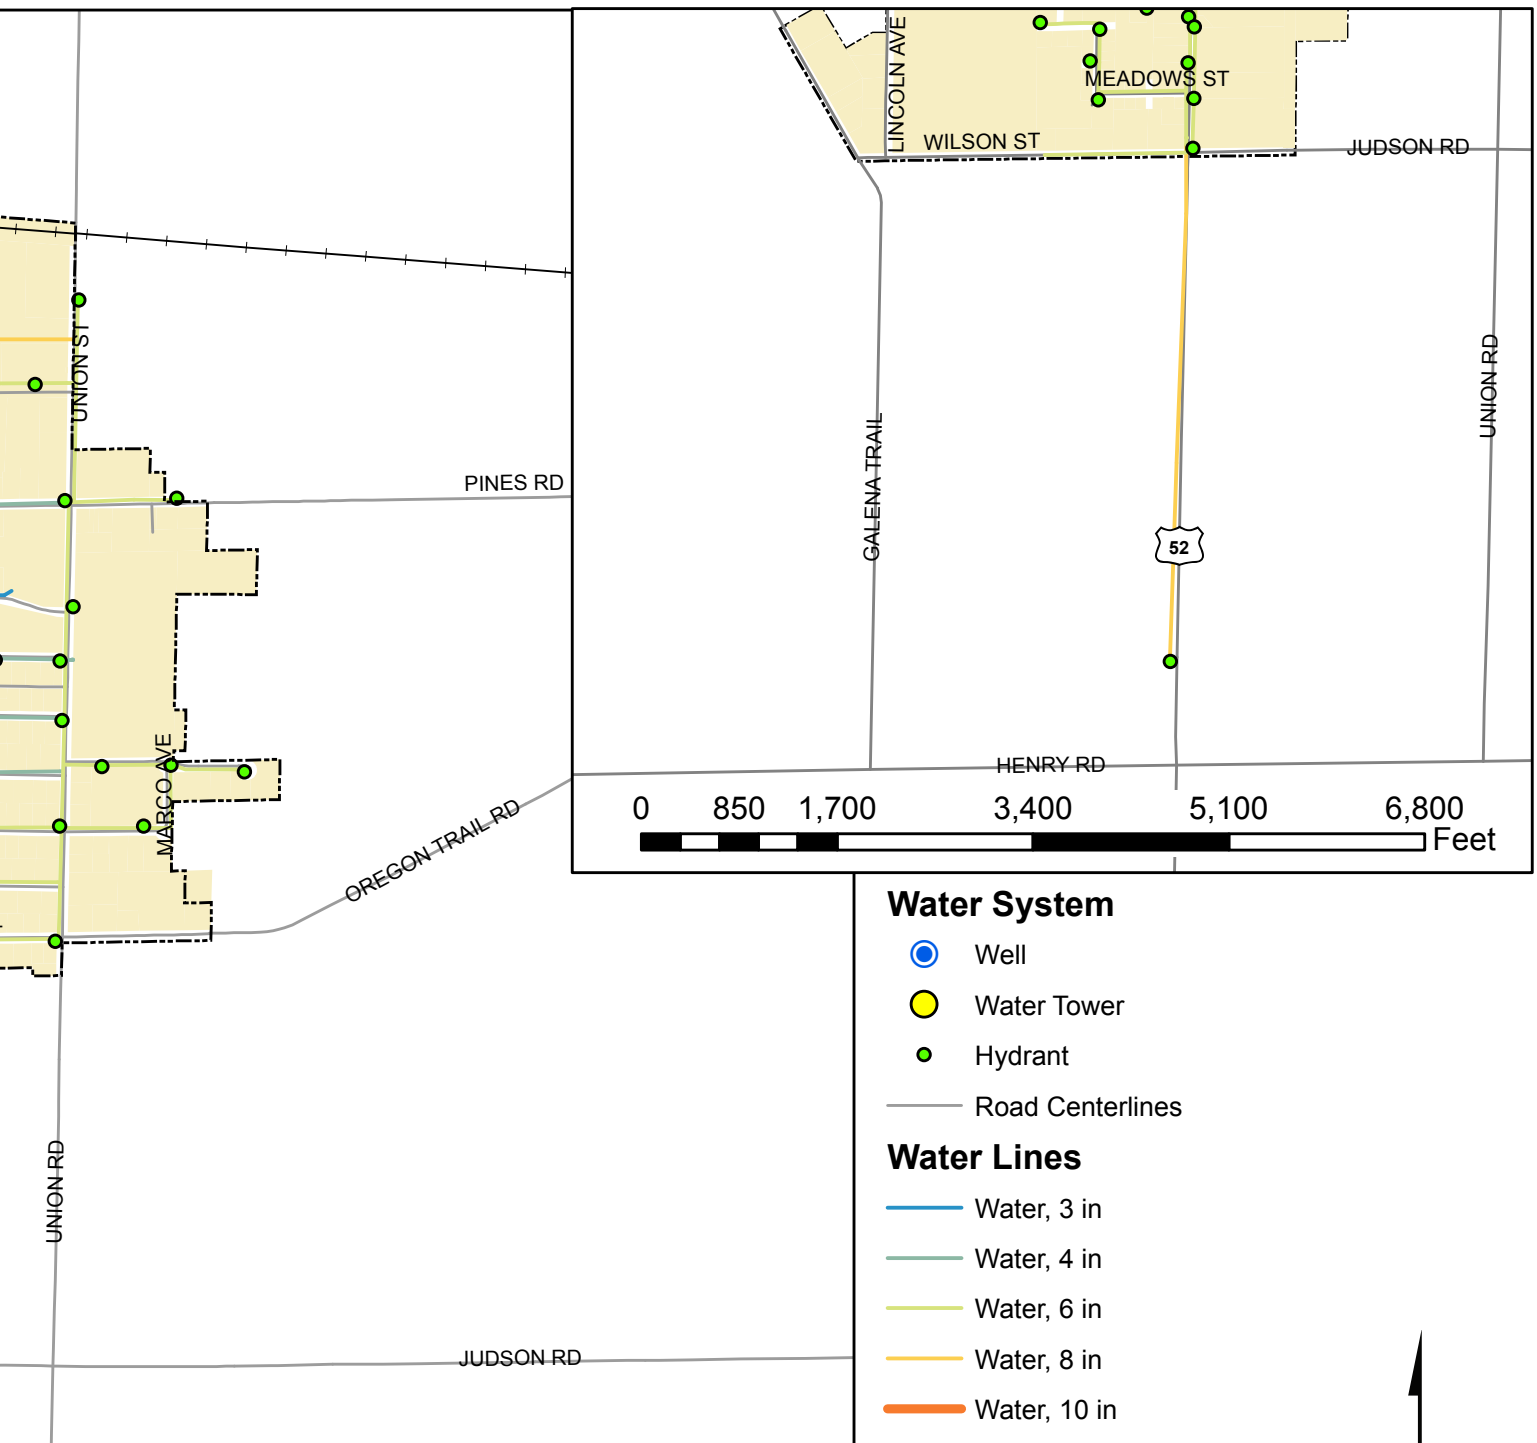 LINCOLN AVE
MEADOWS ST
WILSON ST
JUDSON RD
UNION ST
UNION RD
GALENA TRAIL
PINES RD
52
MARCO AVE
HENRY RD
OREGON TRAIL RD
0 850 1,700 3,400 5,100 6,800
Feet
Water System
Well
Water Tower
Hydrant
Road Centerlines
Water Lines
Water, 3 in
Water, 4 in
Water, 6 in
Water, 8 in
Water, 10 in
UNION RD
JUDSON RD